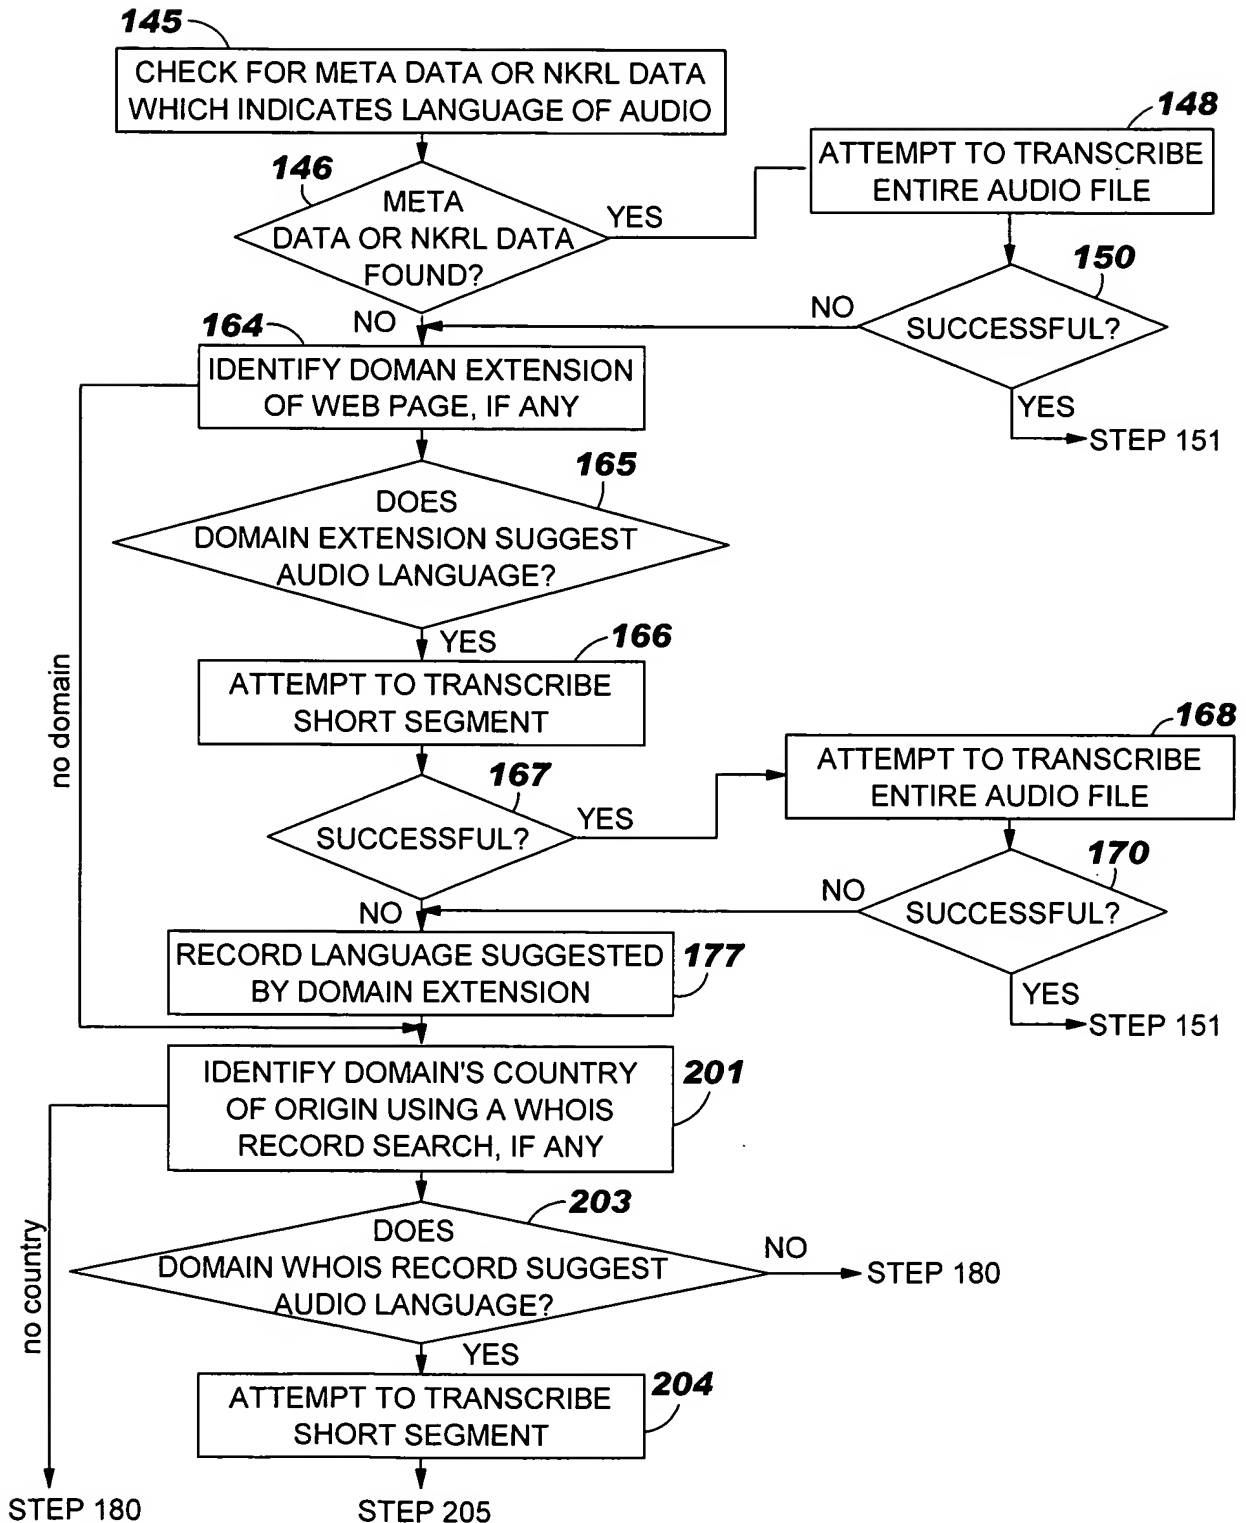 145
CHECK FOR META DATA OR NKRL DATA
WHICH INDICATES LANGUAGE OF AUDIO
148
ATTEMPT TO TRANSCRIBE
ENTIRE AUDIO FILE
146
META
DATA OR NKRL DATA
FOUND?
YES
150
SUCCESSFUL?
NO
NO
YES
STEP 151
164
IDENTIFY DOMAN EXTENSION
OF WEB PAGE, IF ANY
165
DOES
DOMAIN EXTENSION SUGGEST
AUDIO LANGUAGE?
YES
no domain
166
ATTEMPT TO TRANSCRIBE
SHORT SEGMENT
168
ATTEMPT TO TRANSCRIBE
ENTIRE AUDIO FILE
167
SUCCESSFUL?
YES
170
SUCCESSFUL?
NO
NO
YES
STEP 151
RECORD LANGUAGE SUGGESTED
BY DOMAIN EXTENSION
177
IDENTIFY DOMAIN'S COUNTRY
OF ORIGIN USING A WHOIS
RECORD SEARCH, IF ANY
201
203
DOES
DOMAIN WHOIS RECORD SUGGEST
AUDIO LANGUAGE?
NO
STEP 180
no country
YES
204
ATTEMPT TO TRANSCRIBE
SHORT SEGMENT
STEP 180
STEP 205